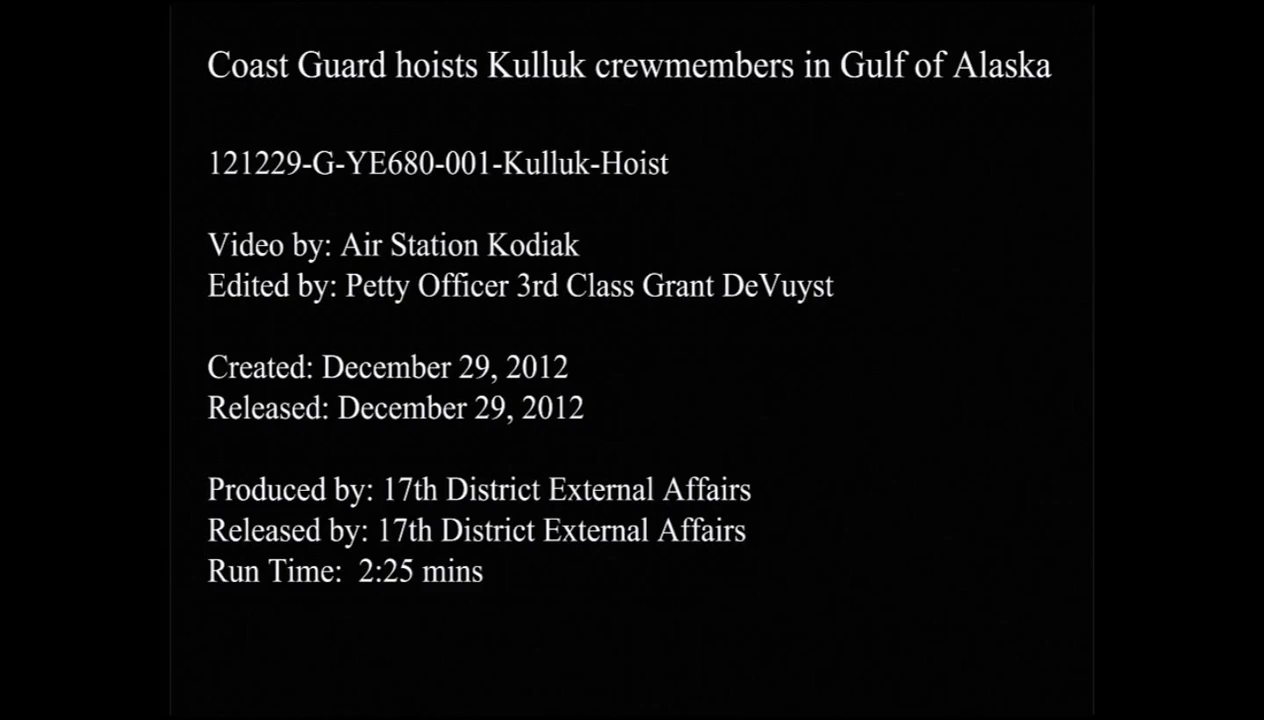 Coast Guard hoists Kulluk crewmembers in Gulf of Alaska
121229-G-YE680-001-Kulluk-Hoist
Video by: Air Station Kodiak
Edited by: Petty Officer 3rd Class Grant DeVuyst
Created: December 29, 2012
Released: December 29, 2012
Produced by: 17th District External Affairs
Released by: 17th District External Affairs
Run Time:  2:25 mins